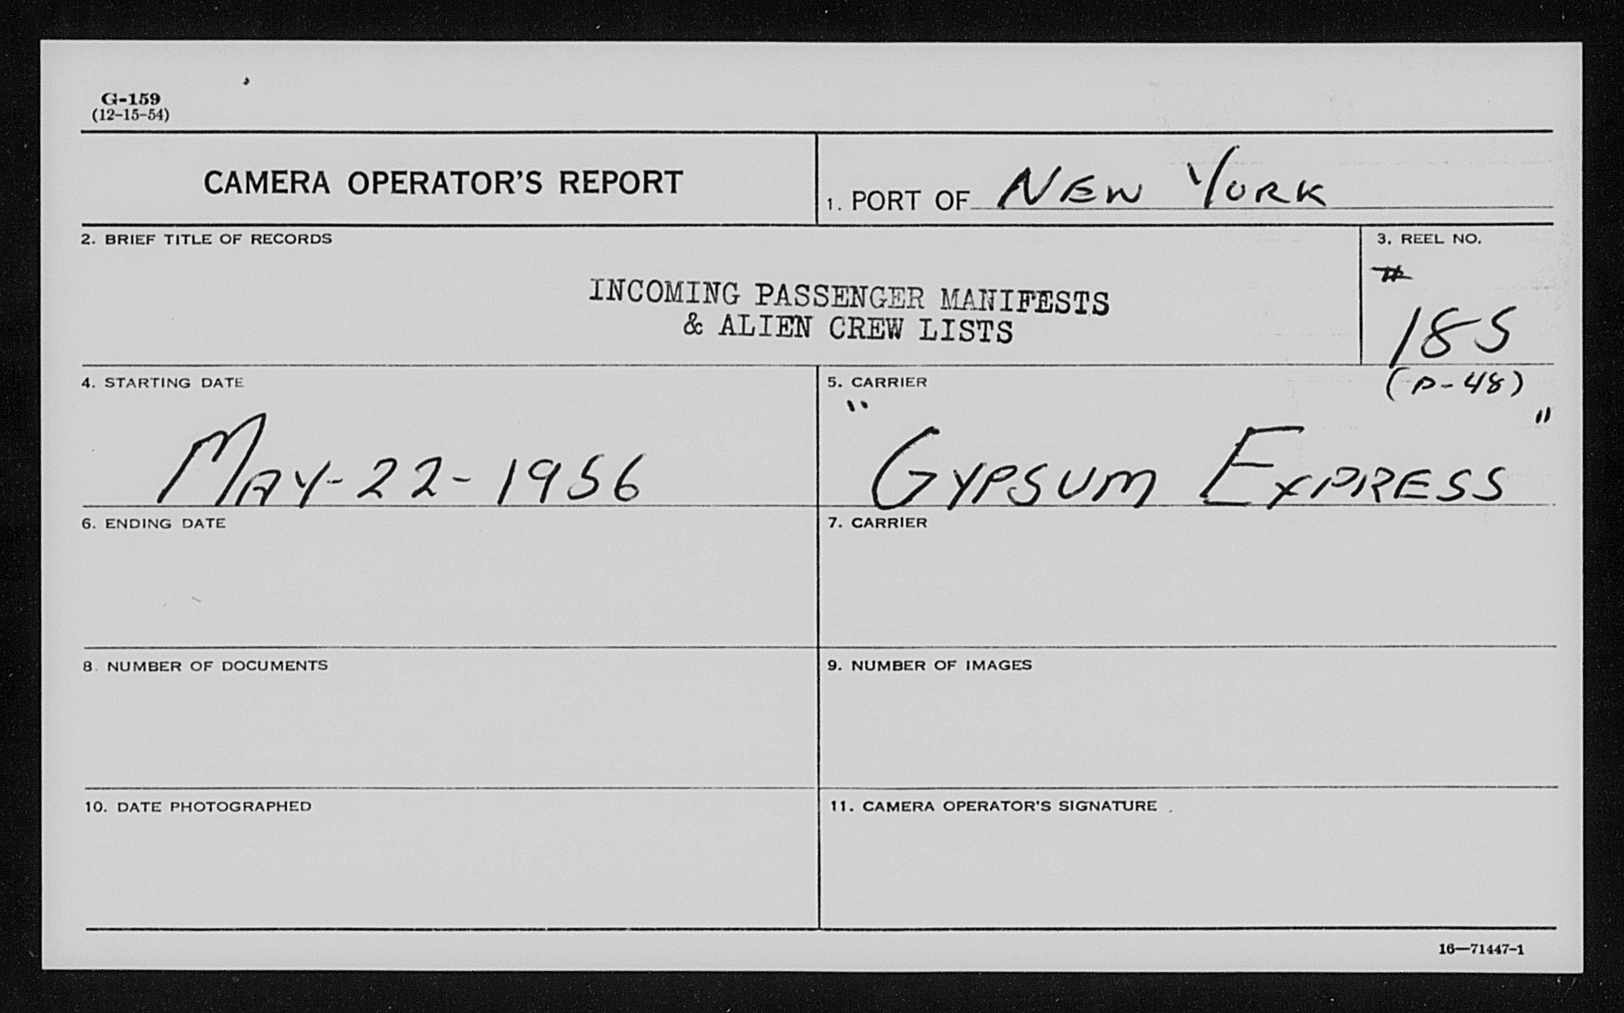 G-159
(12-15-54)
CAMERA OPERATOR'S REPORT
1. PORT OF NEW YORK
2. BRIEF TITLE OF RECORDS
INCOMING PASSENGER MANIFESTS
& ALIEN CREW LISTS
3. REEL NO.
#
185
(P-48)
4. STARTING DATE
MAY-22-1956
5. CARRIER
"GYPSUM EXPRESS"
6. ENDING DATE
7. CARRIER
8. NUMBER OF DOCUMENTS
9. NUMBER OF IMAGES
10. DATE PHOTOGRAPHED
11. CAMERA OPERATOR'S SIGNATURE
16—71447-1